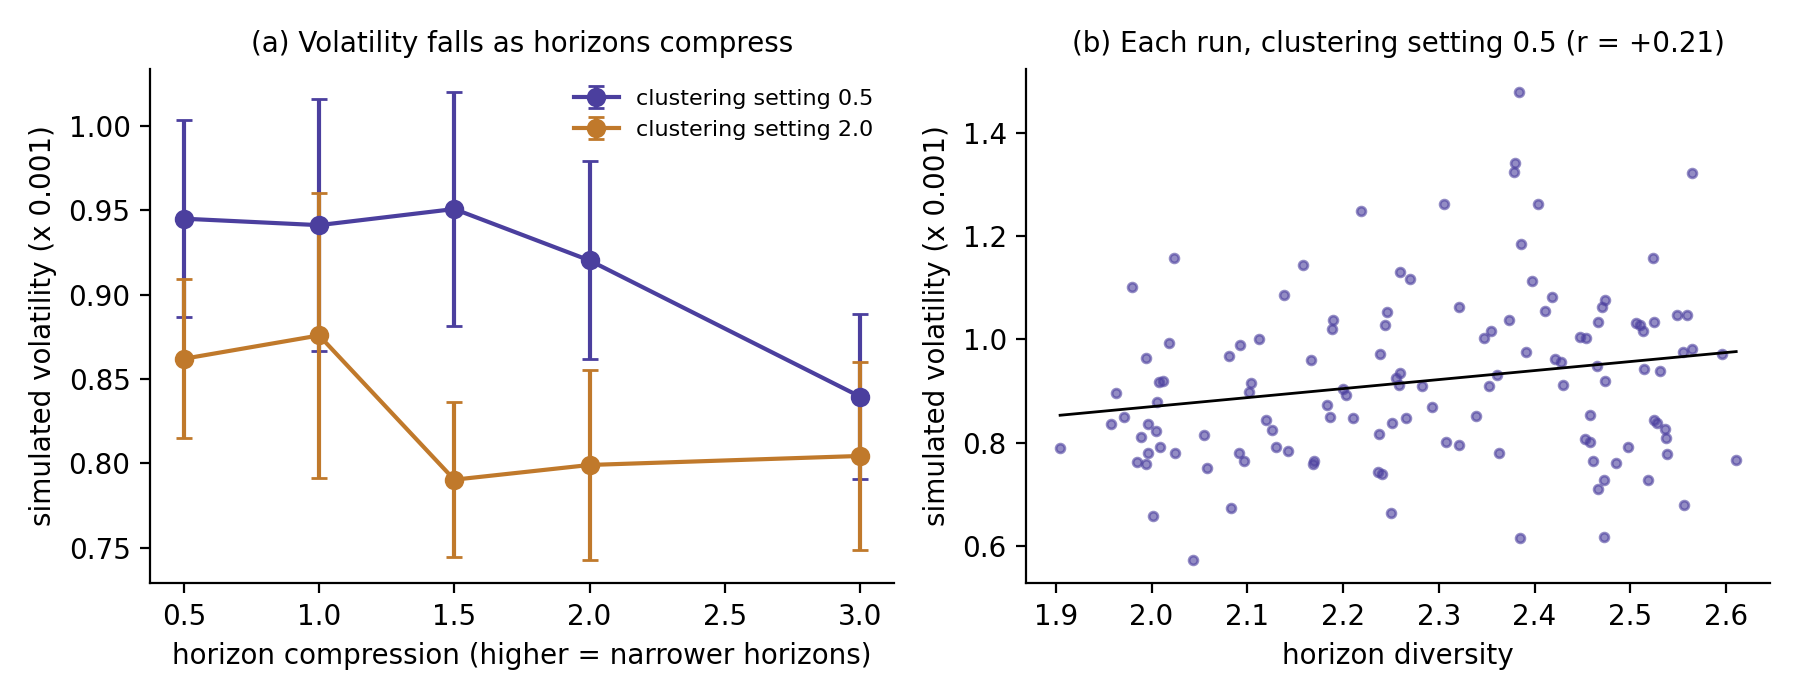 (a) Volatility falls as horizons compress
simulated volatility (x 0.001)
1.00
0.95
0.90
0.85
0.80
0.75
clustering setting 0.5
clustering setting 2.0
0.5 1.0 1.5 2.0 2.5 3.0
horizon compression (higher = narrower horizons)
(b) Each run, clustering setting 0.5 (r = +0.21)
simulated volatility (x 0.001)
1.4
1.2
1.0
0.8
0.6
1.9 2.0 2.1 2.2 2.3 2.4 2.5 2.6
horizon diversity